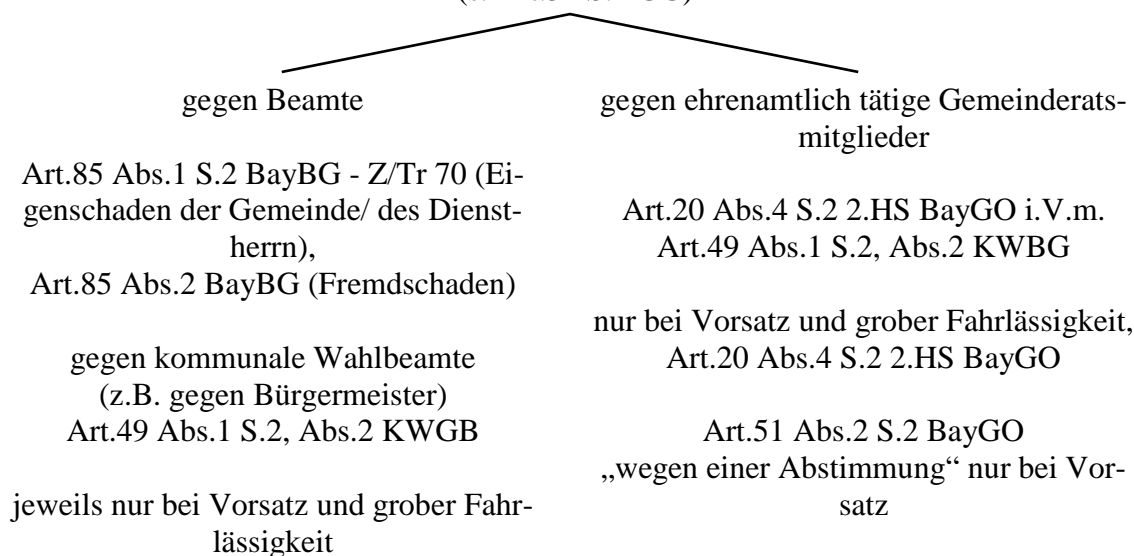 gegen Beamte
Art.85 Abs.1 S.2 BayBG - Z/Tr 70 (Ei-
genschaden der Gemeinde/ des Dienst-
herrn),
Art.85 Abs.2 BayBG (Fremdschaden)
gegen kommunale Wahlbeamte
(z.B. gegen Bürgermeister)
Art.49 Abs.1 S.2, Abs.2 KWGB
jeweils nur bei Vorsatz und grober Fahr-
lässigkeit
gegen ehrenamtlich tätige Gemeinderats-
mitglieder
Art.20 Abs.4 S.2 2.HS BayGO i.V.m.
Art.49 Abs.1 S.2, Abs.2 KWBG
nur bei Vorsatz und grober Fahrlässigkeit,
Art.20 Abs.4 S.2 2.HS BayGO
Art.51 Abs.2 S.2 BayGO
„wegen einer Abstimmung“ nur bei Vor-
satz